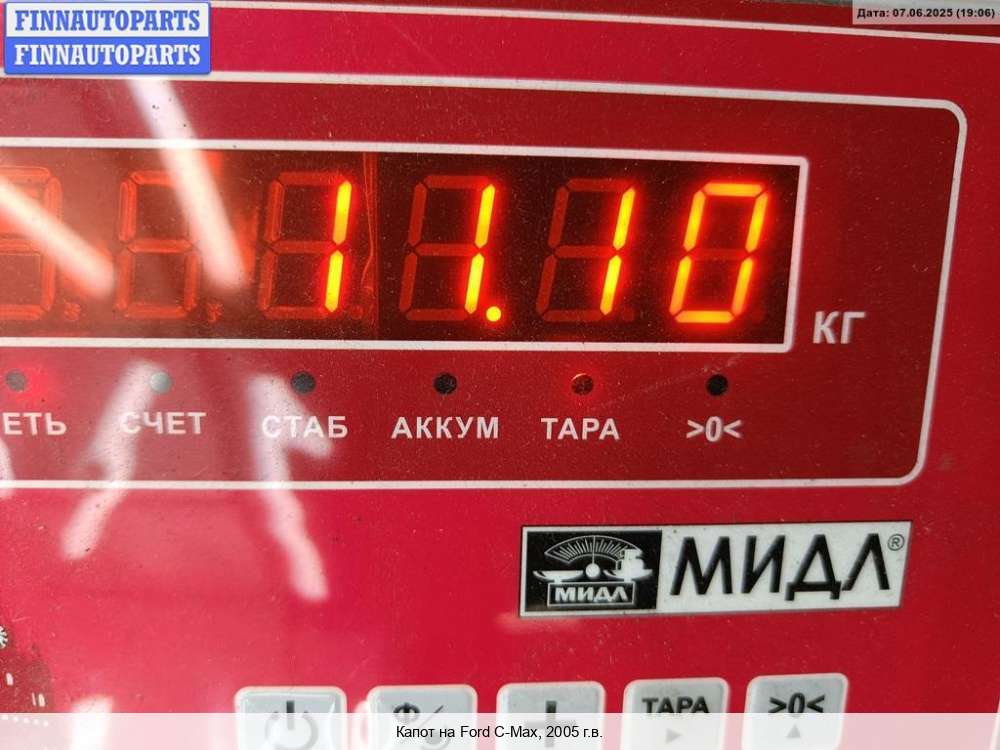 FINNAUTOPARTS
FINNAUTOPARTS
Дата: 07.06.2025 (19:06)
11.10
КГ
ЕТЬ СЧЕТ СТАБ АККУМ ТАРА >0<
МИДЛ МИДЛ®
ТАРА >0<
Капот на Ford C-Max, 2005 г.в.